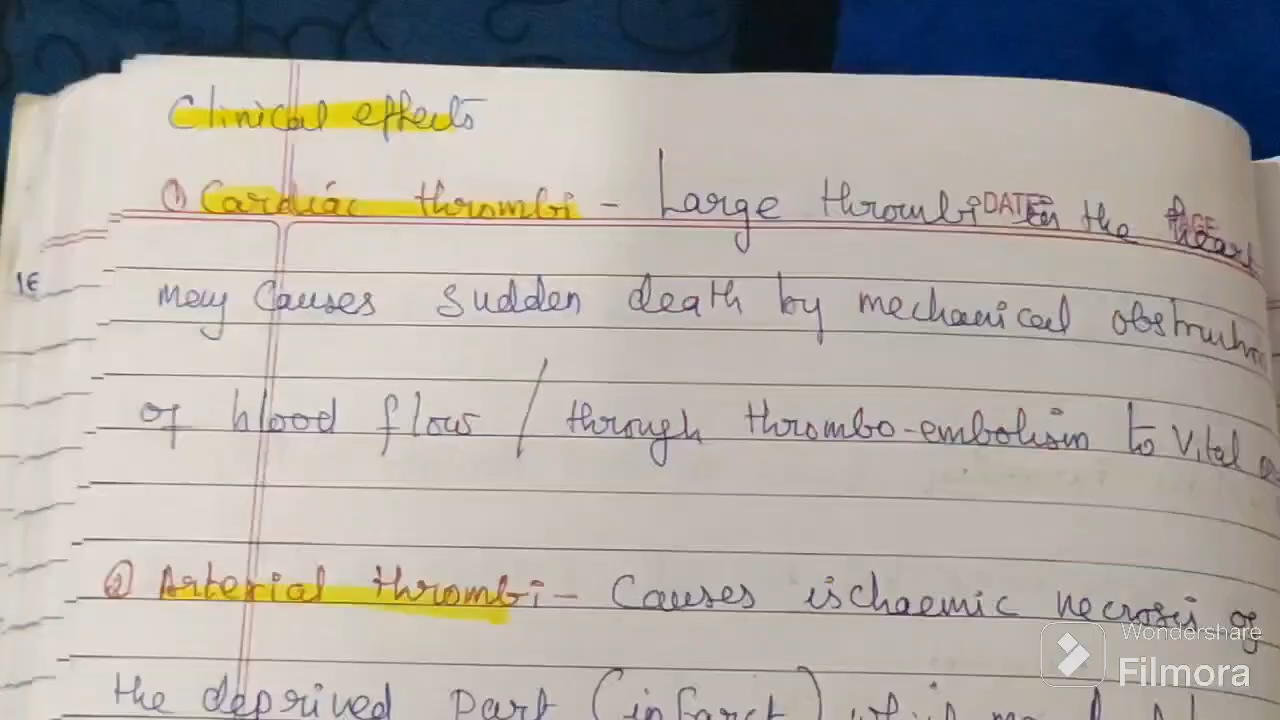 Clinical effects
① Cardiac thrombi - Large thrombi in the heart
DATE
PAGE
may causes sudden death by mechanical
of blood flow / through thrombo-embolism to vital
② Arterial thrombi - Causes ischaemic necrosis of
the deprived part (infarct)
Wondershare
Filmora